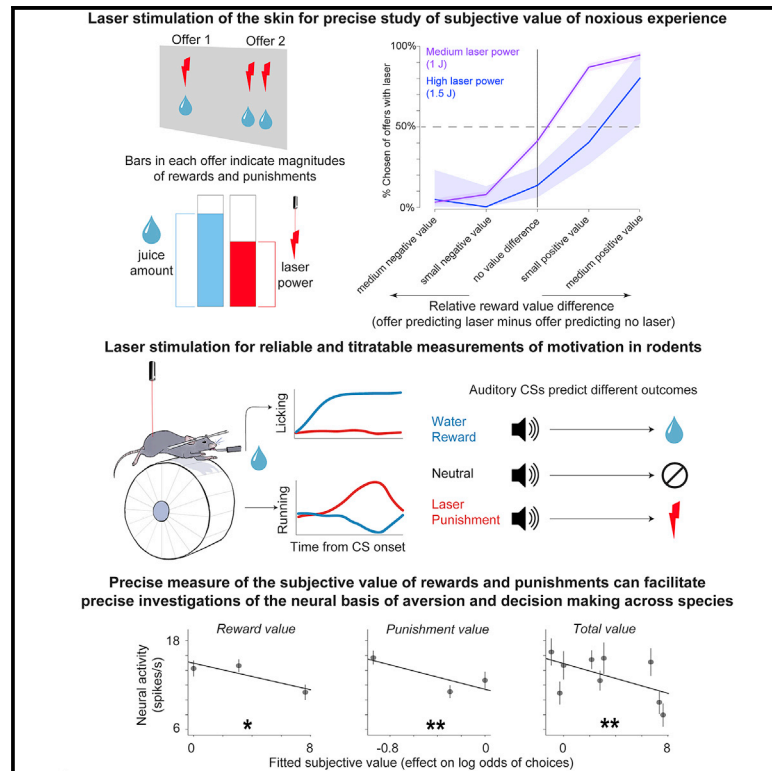 Laser stimulation of the skin for precise study of subjective value of noxious experience
Offer 1
Offer 2
Bars in each offer indicate magnitudes
of rewards and punishments
juice
amount
laser
power
100%
50%
0%
% Chosen of offers with laser
Medium laser power
(1 J)
High laser power
(1.5 J)
medium negative value
small negative value
no value difference
small positive value
medium positive value
Relative reward value difference
(offer predicting laser minus offer predicting no laser)
Laser stimulation for reliable and titratable measurements of motivation in rodents
Licking
Running
Time from CS onset
Auditory CSs predict different outcomes
Water
Reward
Neutral
Laser
Punishment
Precise measure of the subjective value of rewards and punishments can facilitate
precise investigations of the neural basis of aversion and decision making across species
Reward value
Punishment value
Total value
Neural activity
(spikes/s)
18
6
*
**
**
0
8
-0.8
0
0
8
Fitted subjective value (effect on log odds of choices)